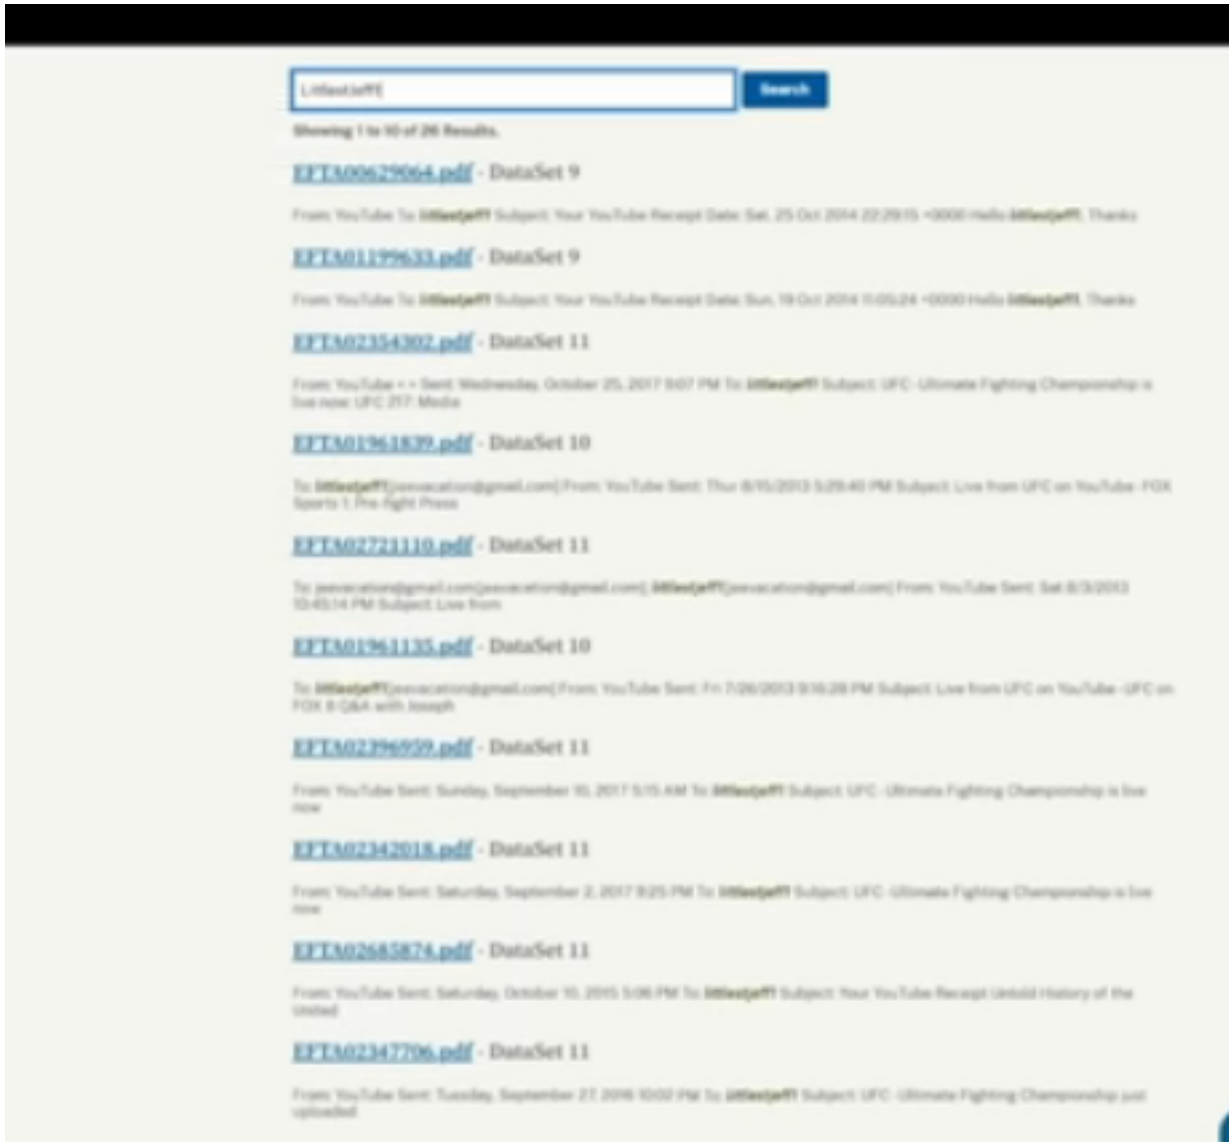 Littlestjeff1
Search
Showing 1 to 10 of 26 Results.
EFTA00629064.pdf - DataSet 9
From: YouTube To: littlestjeff1 Subject: Your YouTube Receipt Date: Sat, 25 Oct 2014 22:29:15 +0000 Hello littlestjeff1, Thanks
EFTA01199633.pdf - DataSet 9
From: YouTube To: littlestjeff1 Subject: Your YouTube Receipt Date: Sun, 19 Oct 2014 11:05:24 +0000 Hello littlestjeff1, Thanks
EFTA02354302.pdf - DataSet 11
From: YouTube < > Sent: Wednesday, October 25, 2017 9:07 PM To: littlestjeff1 Subject: UFC - Ultimate Fighting Championship is
live now: UFC 217: Media
EFTA01961839.pdf - DataSet 10
To: littlestjeff1[jeevacation@gmail.com] From: YouTube Sent: Thur 8/15/2013 5:29:40 PM Subject: Live from UFC on YouTube - FOX
Sports 1: Pre-fight Press
EFTA02721110.pdf - DataSet 11
To: jeevacation@gmail.com[jeevacation@gmail.com]; littlestjeff1[jeevacation@gmail.com] From: YouTube Sent: Sat 8/3/2013
10:45:14 PM Subject: Live from
EFTA01961135.pdf - DataSet 10
To: littlestjeff1[jeevacation@gmail.com] From: YouTube Sent: Fri 7/26/2013 9:16:28 PM Subject: Live from UFC on YouTube - UFC on
FOX 8 Q&A with Joseph
EFTA02396959.pdf - DataSet 11
From: YouTube Sent: Sunday, September 10, 2017 5:15 AM To: littlestjeff1 Subject: UFC - Ultimate Fighting Championship is live
now
EFTA02342018.pdf - DataSet 11
From: YouTube Sent: Saturday, September 2, 2017 9:25 PM To: littlestjeff1 Subject: UFC - Ultimate Fighting Championship is live
now
EFTA02685874.pdf - DataSet 11
From: YouTube Sent: Saturday, October 10, 2015 5:06 PM To: littlestjeff1 Subject: Your YouTube Receipt Untold History of the
United
EFTA02347706.pdf - DataSet 11
From: YouTube Sent: Tuesday, September 27, 2016 10:02 PM To: littlestjeff1 Subject: UFC - Ultimate Fighting Championship just
uploaded